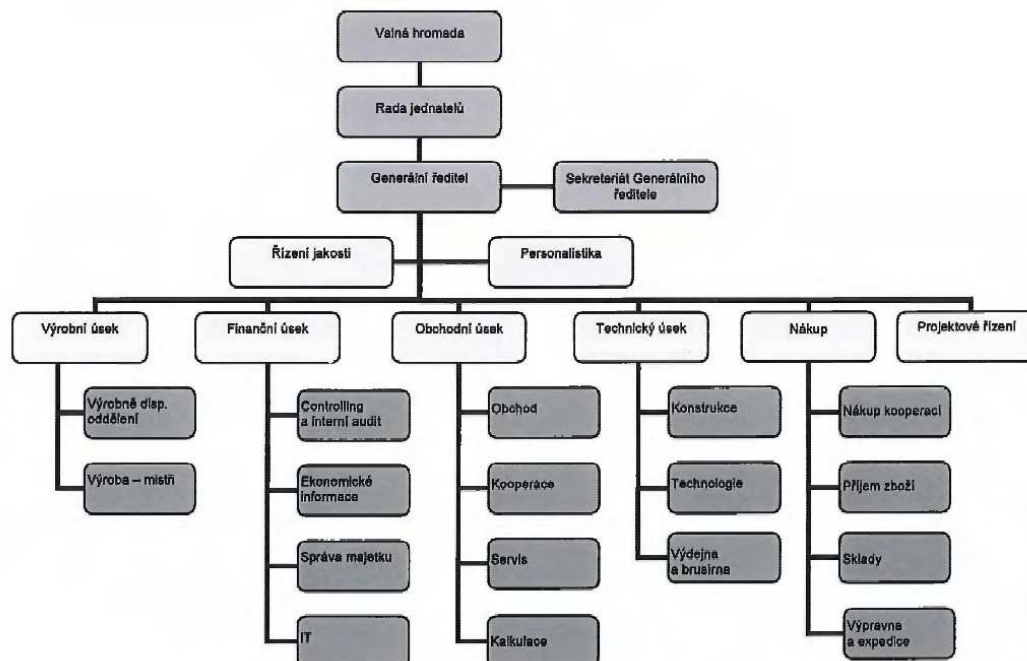 Valná hromada
Rada jednatelů
Generální ředitel
Sekretariát Generálního
ředitele
Řízení jakosti
Personalistika
Výrobní úsek
Finanční úsek
Obchodní úsek
Technický úsek
Nákup
Projektové řízení
Výrobně disp.
oddělení
Výroba – mistři
Controlling
a interní audit
Ekonomické
informace
Správa majetku
IT
Obchod
Kooperace
Servis
Kalkulace
Konstrukce
Technologie
Výdejna
a brusírna
Nákup kooperací
Příjem zboží
Sklady
Výpravna
a expedice